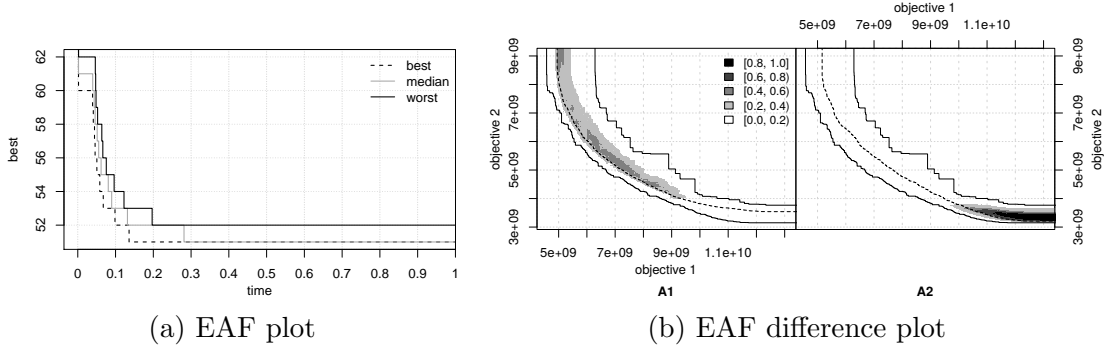 62
60
58
56
54
52
best
0 0.1 0.2 0.3 0.4 0.5 0.6 0.7 0.8 0.9 1
time
best
median
worst
(a) EAF plot
objective 1
5e+09 7e+09 9e+09 1.1e+10
9e+09
7e+09
5e+09
3e+09
objective 2
[0.8, 1.0]
[0.6, 0.8)
[0.4, 0.6)
[0.2, 0.4)
[0.0, 0.2)
9e+09
7e+09
5e+09
3e+09
objective 2
5e+09 7e+09 9e+09 1.1e+10
objective 1
A1
A2
(b) EAF difference plot